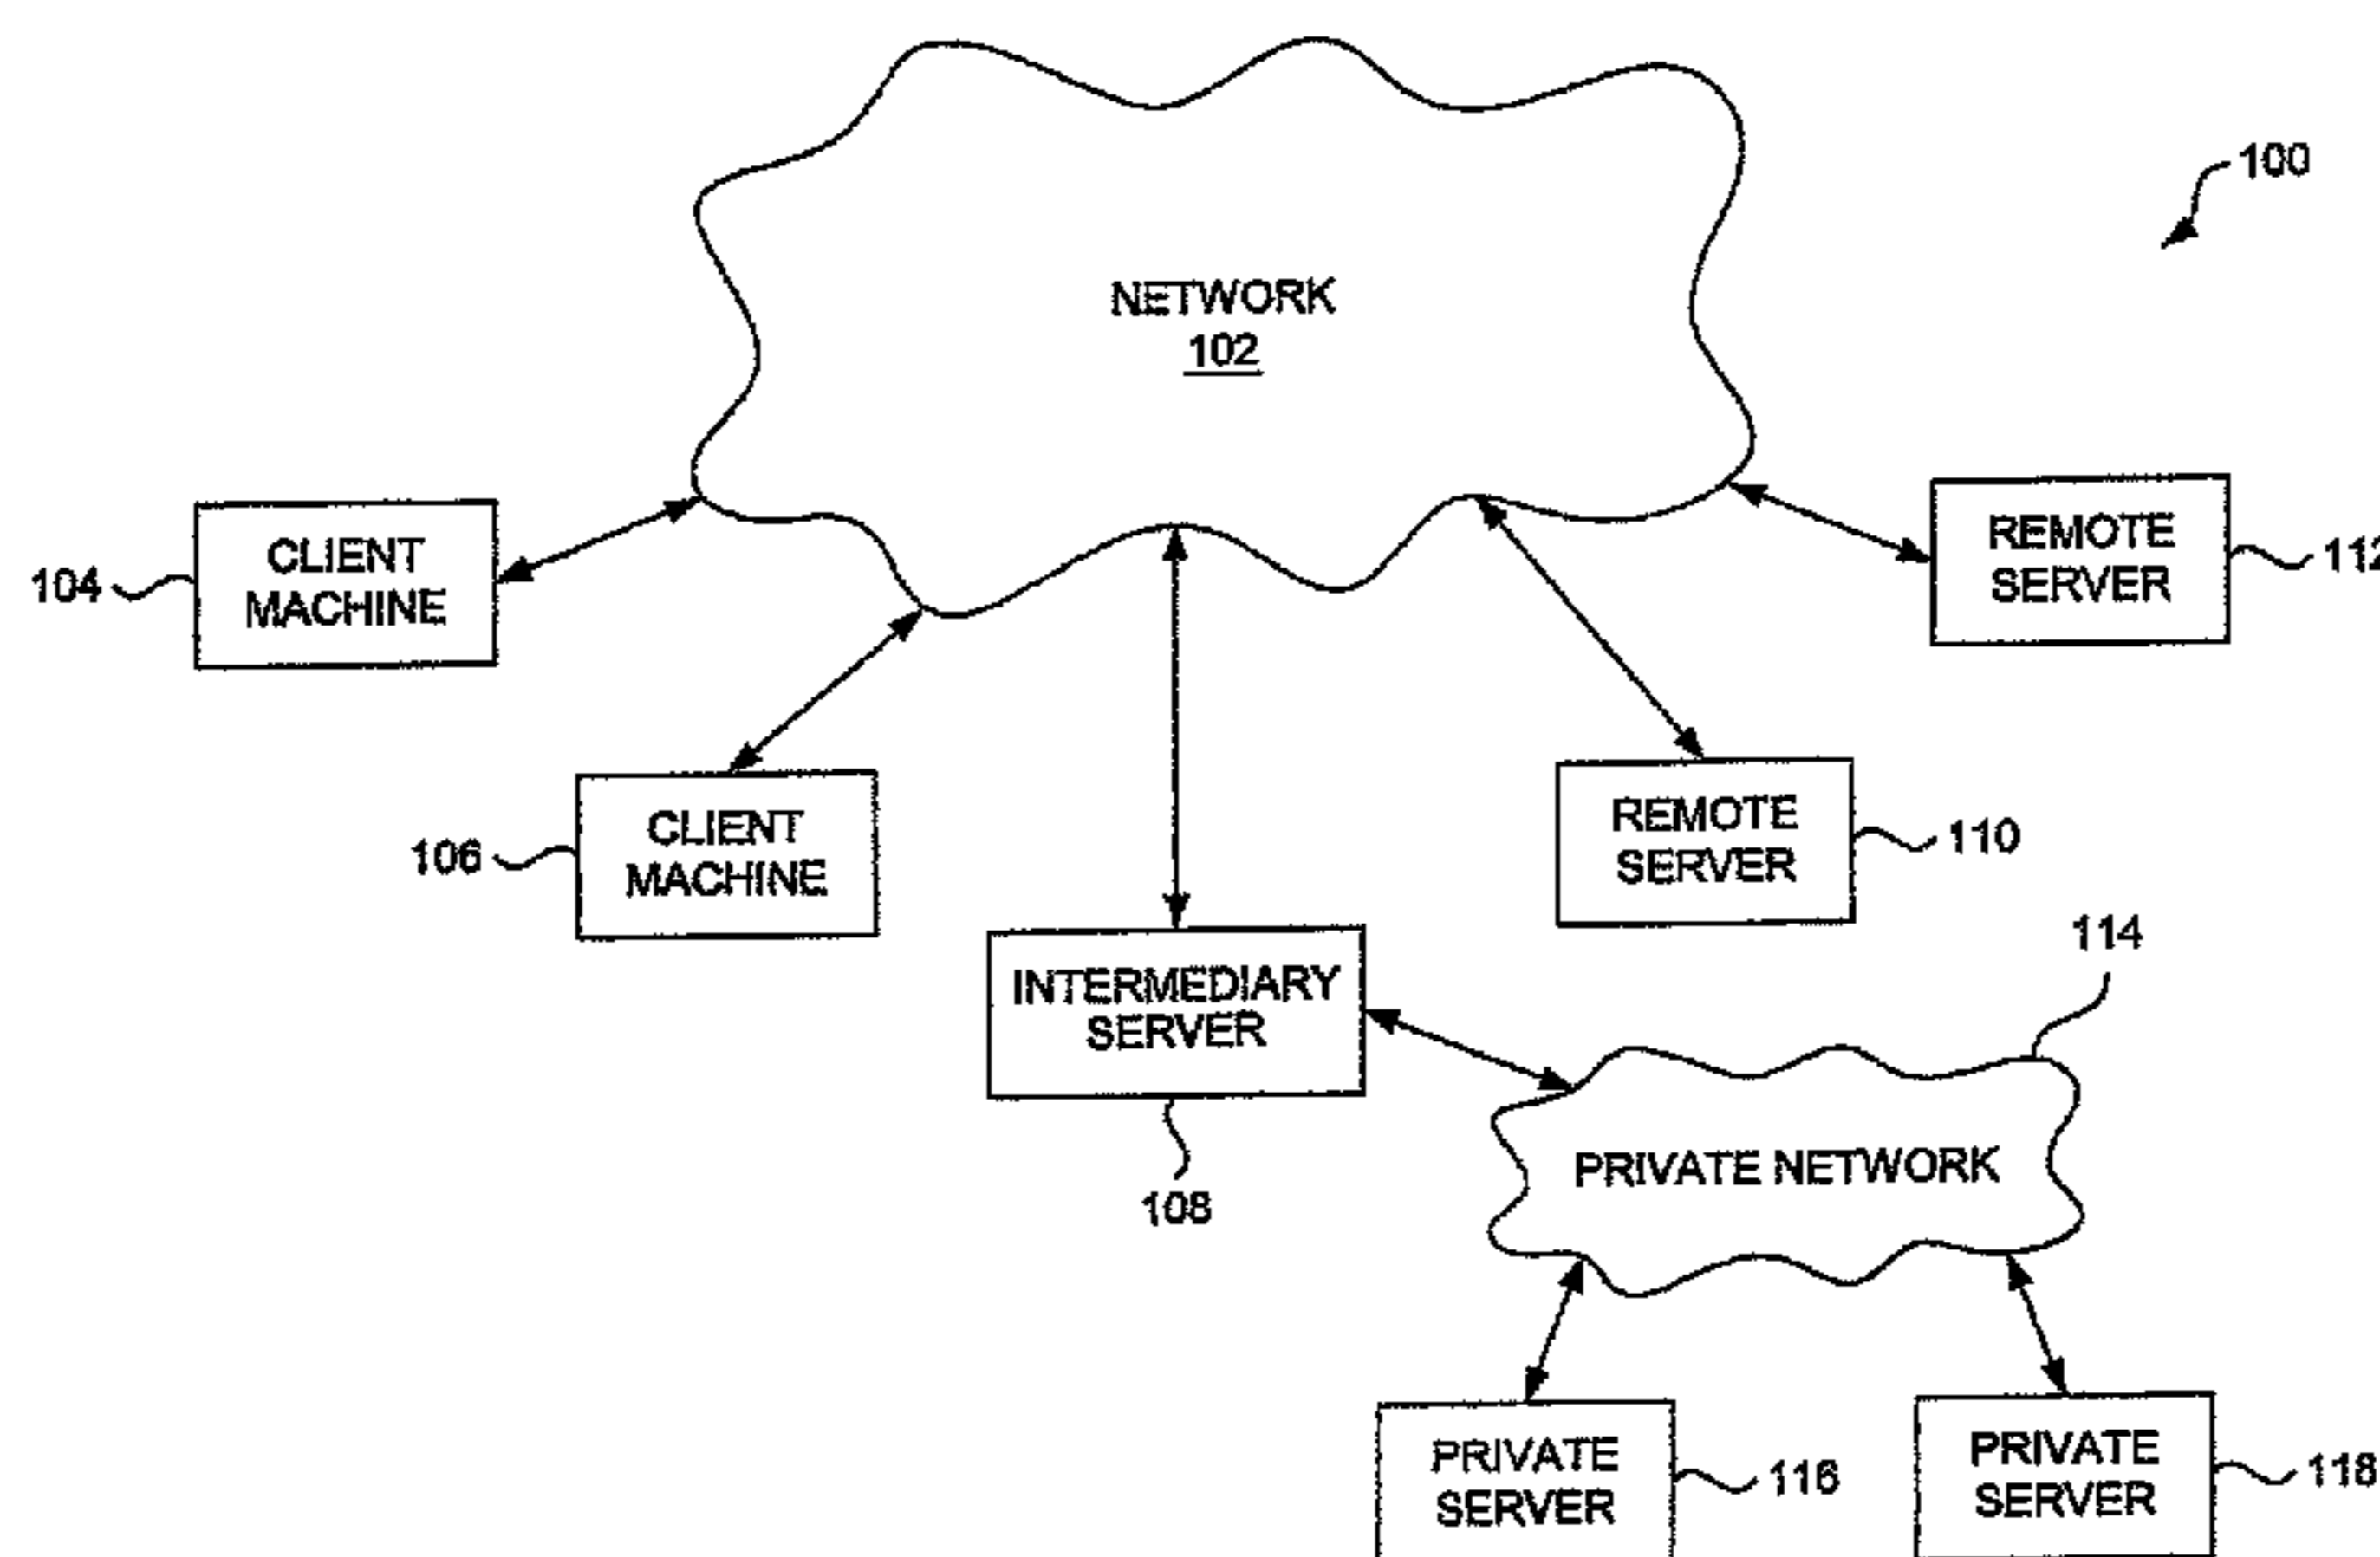 100
NETWORK
102
CLIENT
MACHINE
104
REMOTE
SERVER
112
CLIENT
MACHINE
106
REMOTE
SERVER
110
INTERMEDIARY
SERVER
108
114
PRIVATE NETWORK
PRIVATE
SERVER
116
PRIVATE
SERVER
118